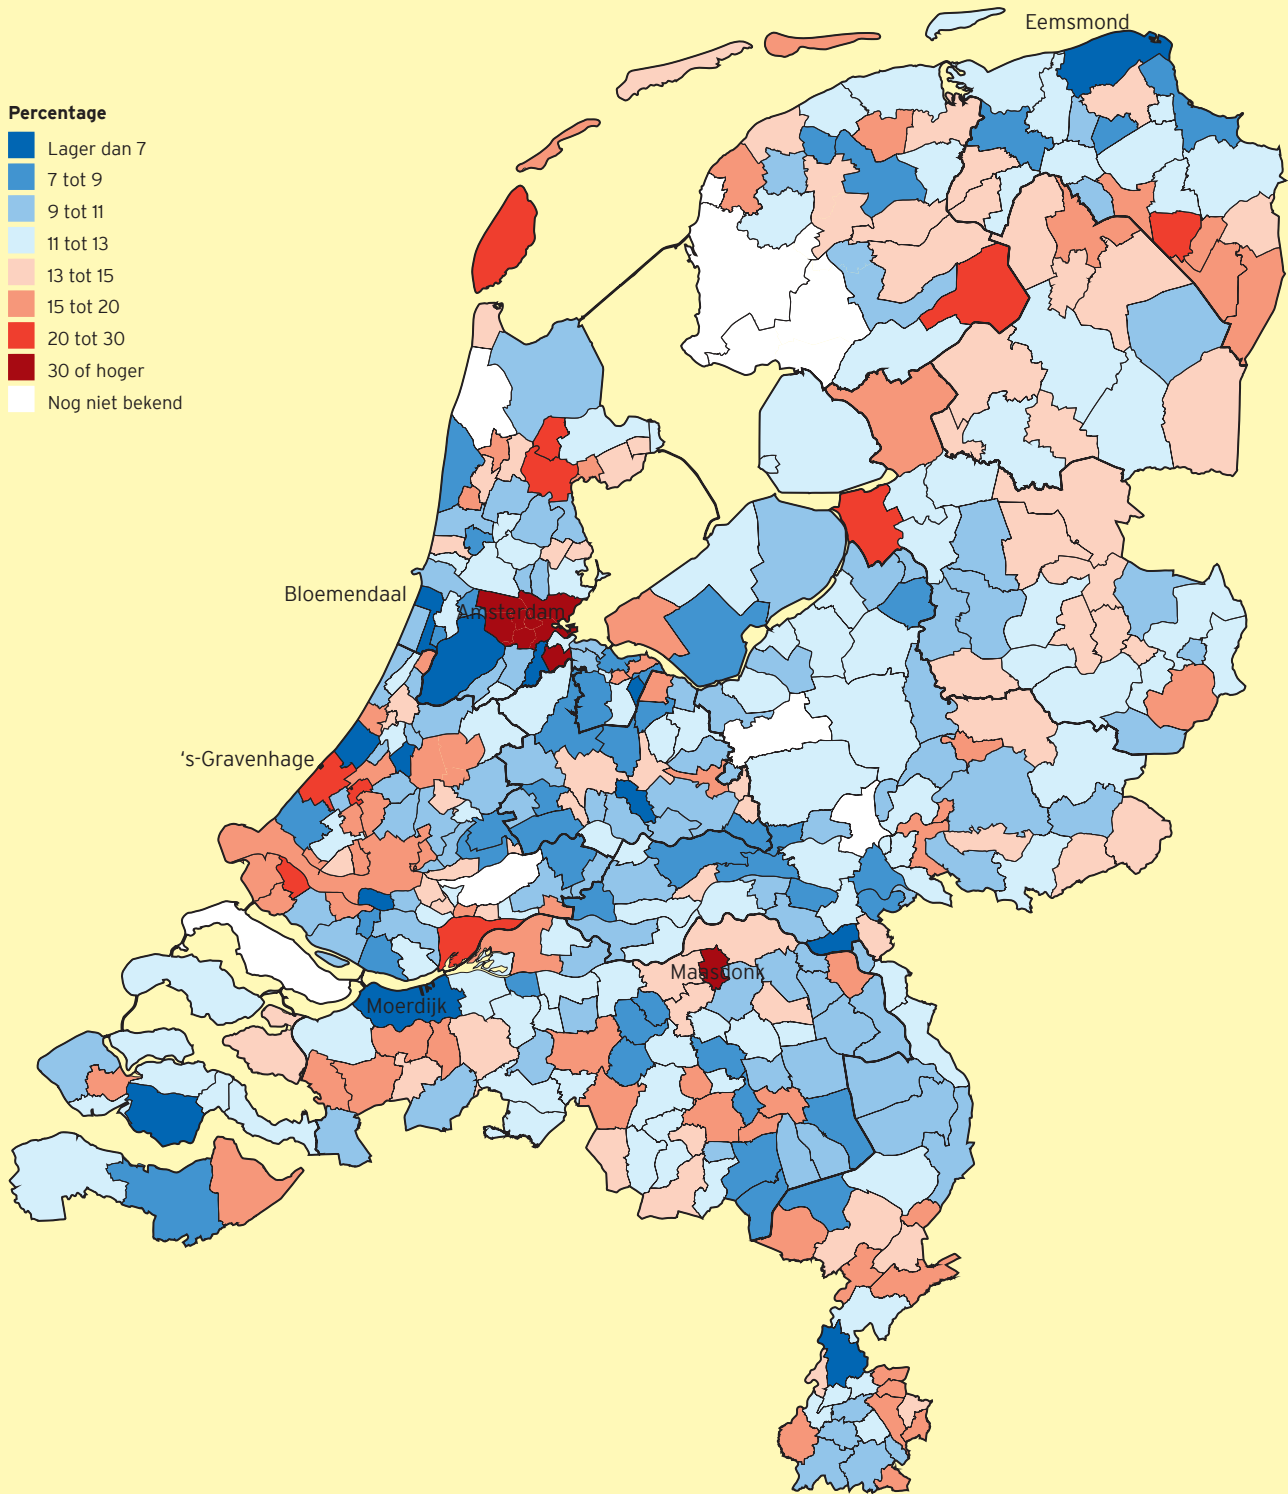 Eemsmond
Percentage
Lager dan 7
7 tot 9
9 tot 11
11 tot 13
13 tot 15
15 tot 20
20 tot 30
30 of hoger
Nog niet bekend
Bloemendaal
Amsterdam
‘s-Gravenhage
Maasdonk
Moerdijk